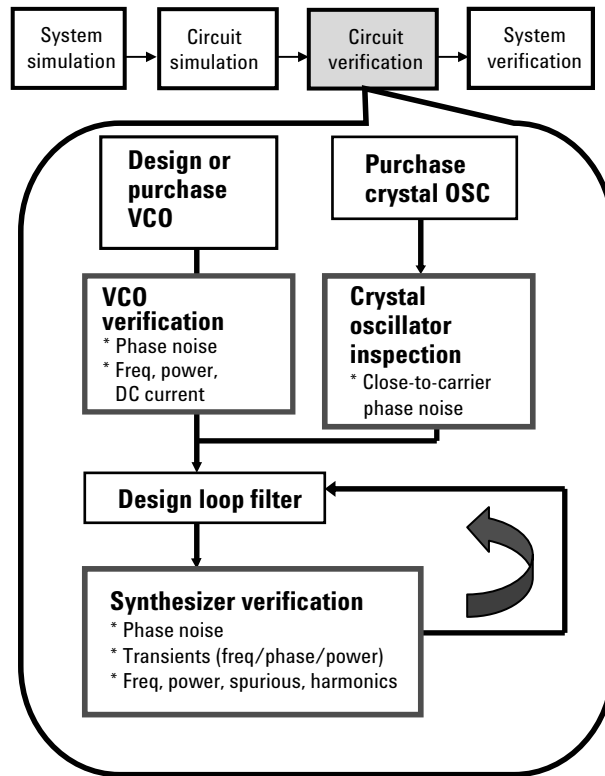 System
simulation
Circuit
simulation
Circuit
verification
System
verification
Design or
purchase
VCO
Purchase
crystal OSC
VCO
verification
* Phase noise
* Freq, power,
DC current
Crystal
oscillator
inspection
* Close-to-carrier
phase noise
Design loop filter
Synthesizer verification
* Phase noise
* Transients (freq/phase/power)
* Freq, power, spurious, harmonics